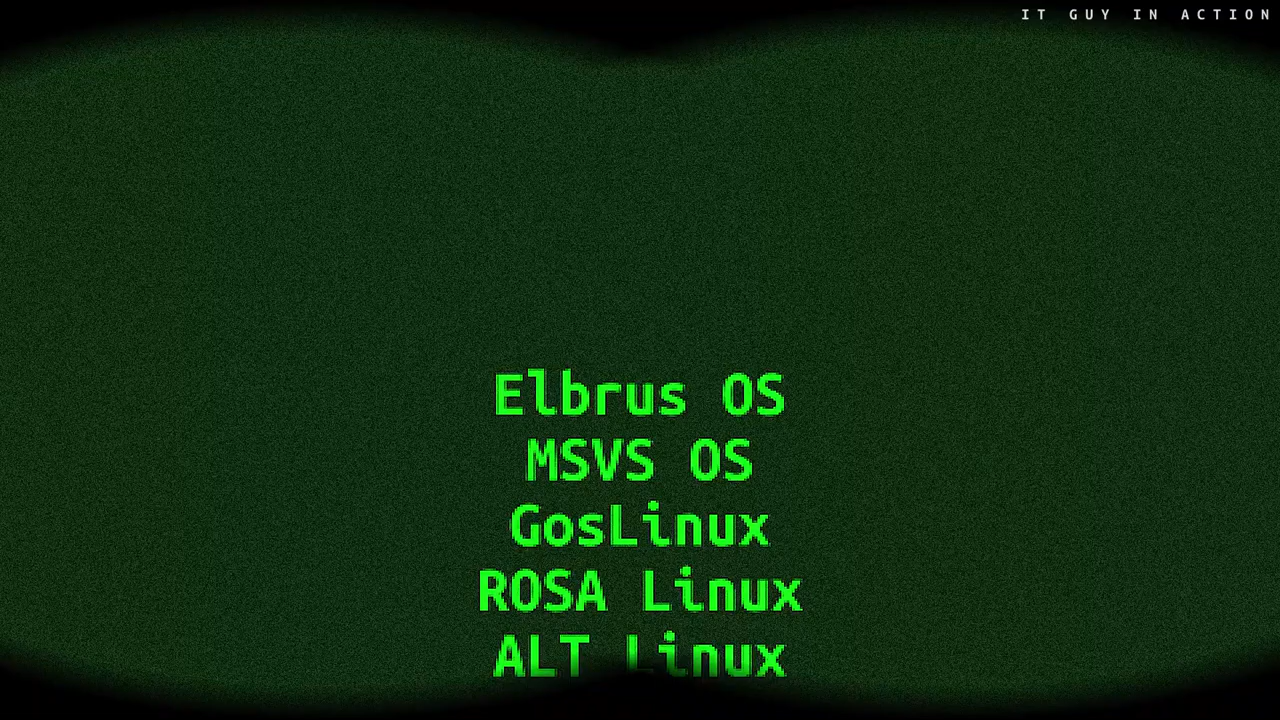 IT GUY IN ACTION
Elbrus OS
MSVS OS
GosLinux
ROSA Linux
ALT Linux